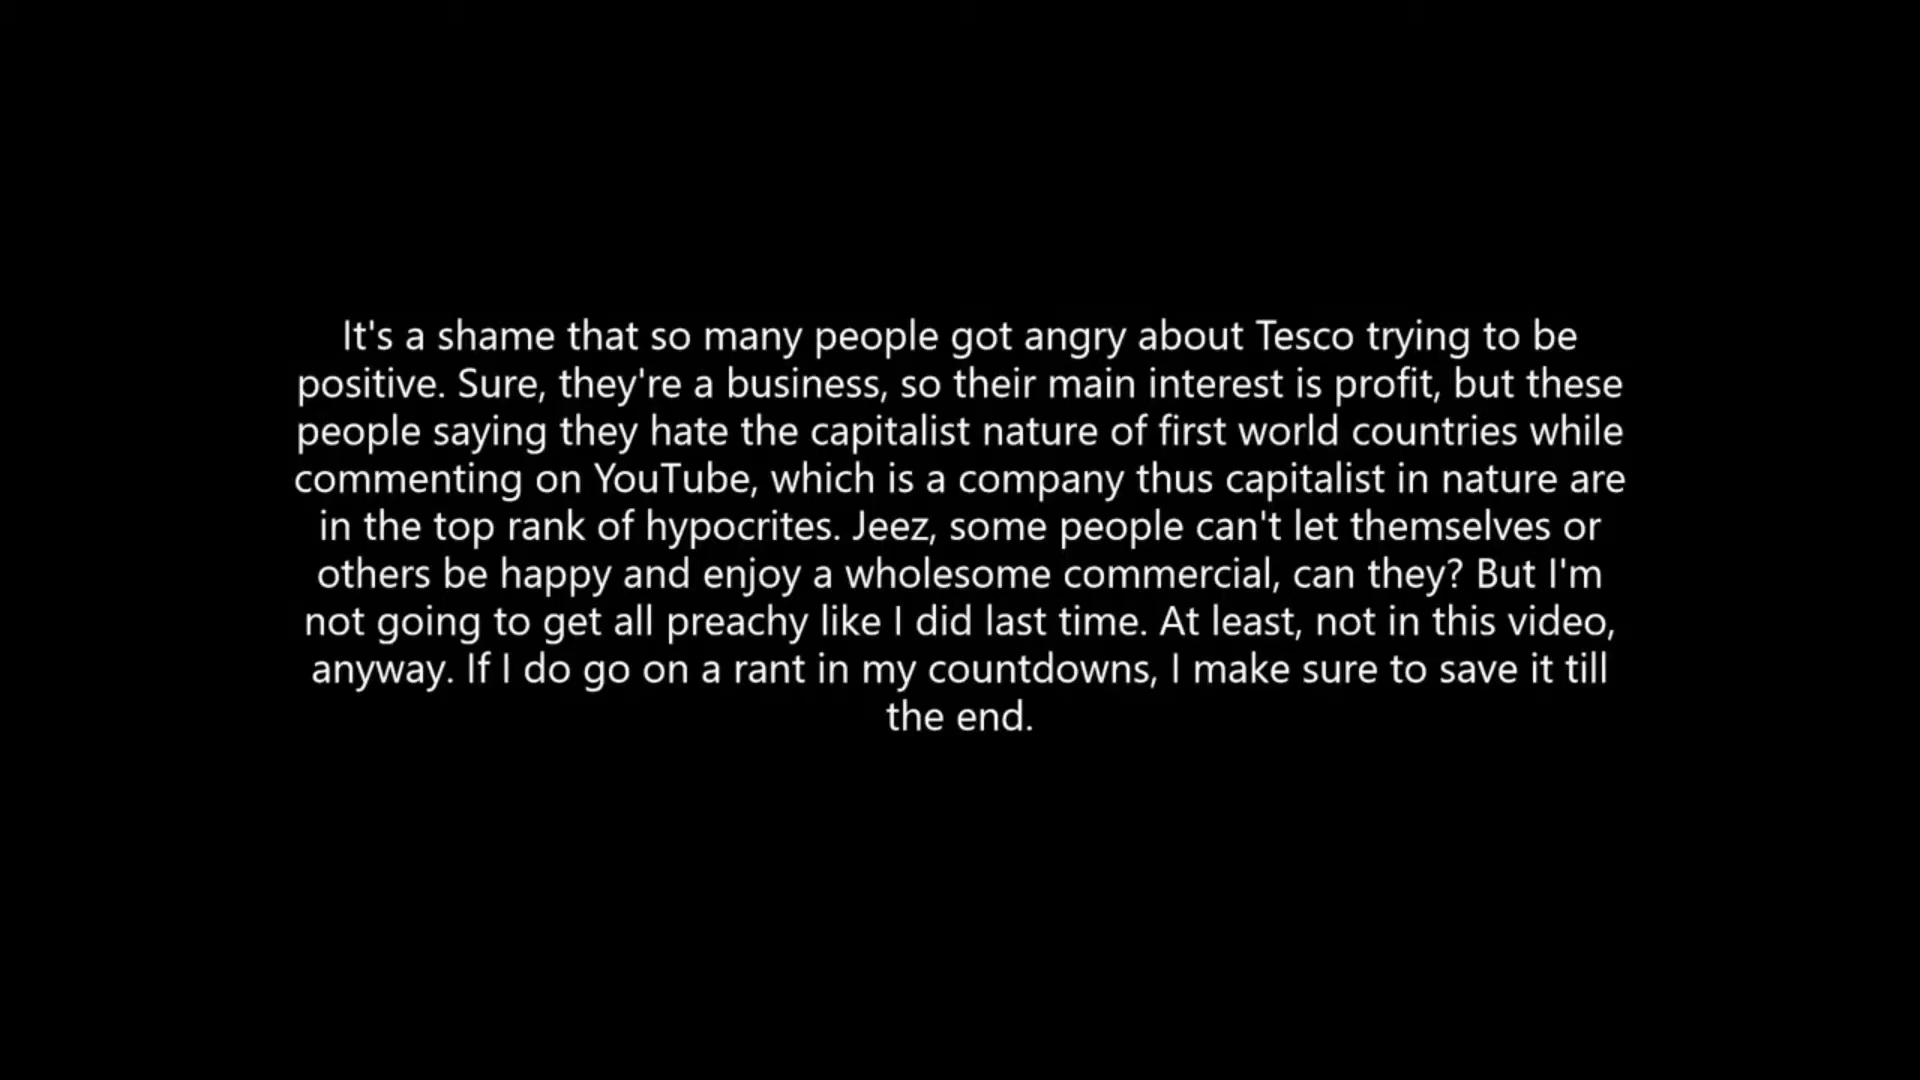 It's a shame that so many people got angry about Tesco trying to be
positive. Sure, they're a business, so their main interest is profit, but these
people saying they hate the capitalist nature of first world countries while
commenting on YouTube, which is a company thus capitalist in nature are
in the top rank of hypocrites. Jeez, some people can't let themselves or
others be happy and enjoy a wholesome commercial, can they? But I'm
not going to get all preachy like I did last time. At least, not in this video,
anyway. If I do go on a rant in my countdowns, I make sure to save it till
the end.